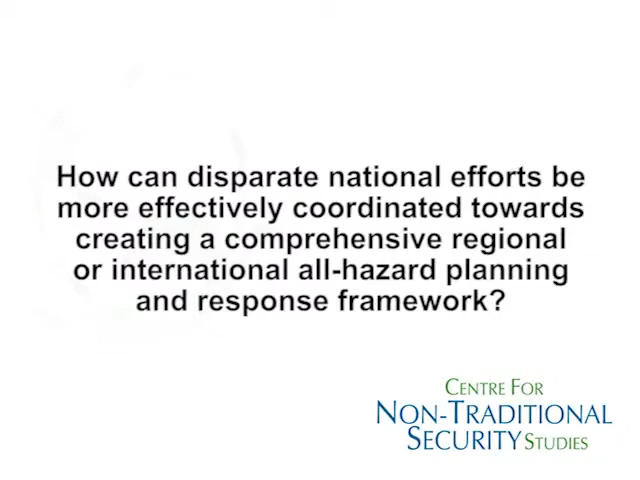 How can disparate national efforts be
more effectively coordinated towards
creating a comprehensive regional
or international all-hazard planning
and response framework?
CENTRE FOR
NON-TRADITIONAL
SECURITY STUDIES